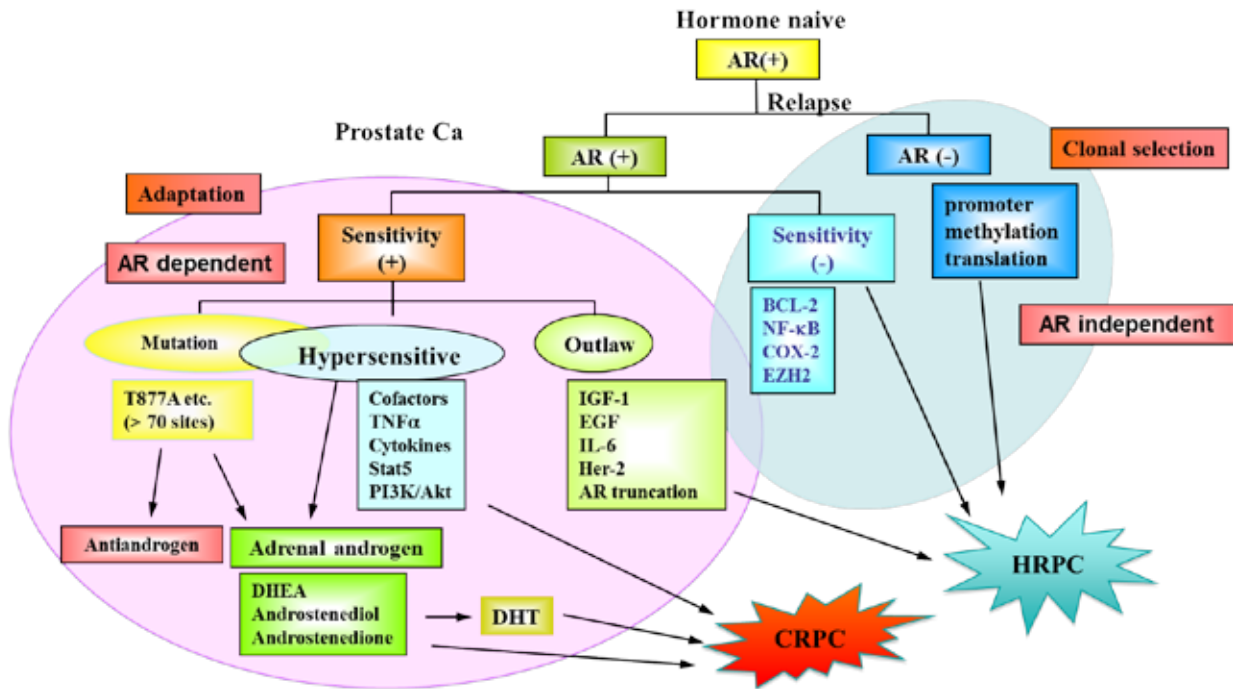 Hormone naive
AR(+)
Relapse
Prostate Ca
AR (+)
AR (-)
Clonal selection
Adaptation
AR dependent
Sensitivity
(+)
Sensitivity
(-)
promoter
methylation
translation
BCL-2
NF-κB
COX-2
EZH2
AR independent
Mutation
Hypersensitive
Outlaw
T877A etc.
(> 70 sites)
Cofactors
TNFα
Cytokines
Stat5
PI3K/Akt
IGF-1
EGF
IL-6
Her-2
AR truncation
Antiandrogen
Adrenal androgen
DHEA
Androstenediol
Androstenedione
DHT
CRPC
HRPC